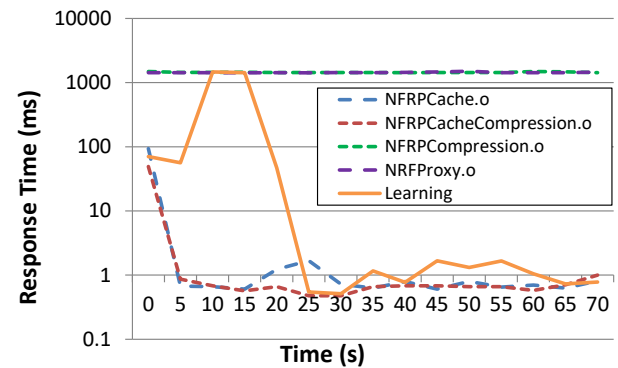 10000
1000
100
10
1
0.1
Response Time (ms)
NFRPCache.o
NFRPCacheCompression.o
NFRPCompression.o
NRFProxy.o
Learning
0 5 10 15 20 25 30 35 40 45 50 55 60 65 70
Time (s)